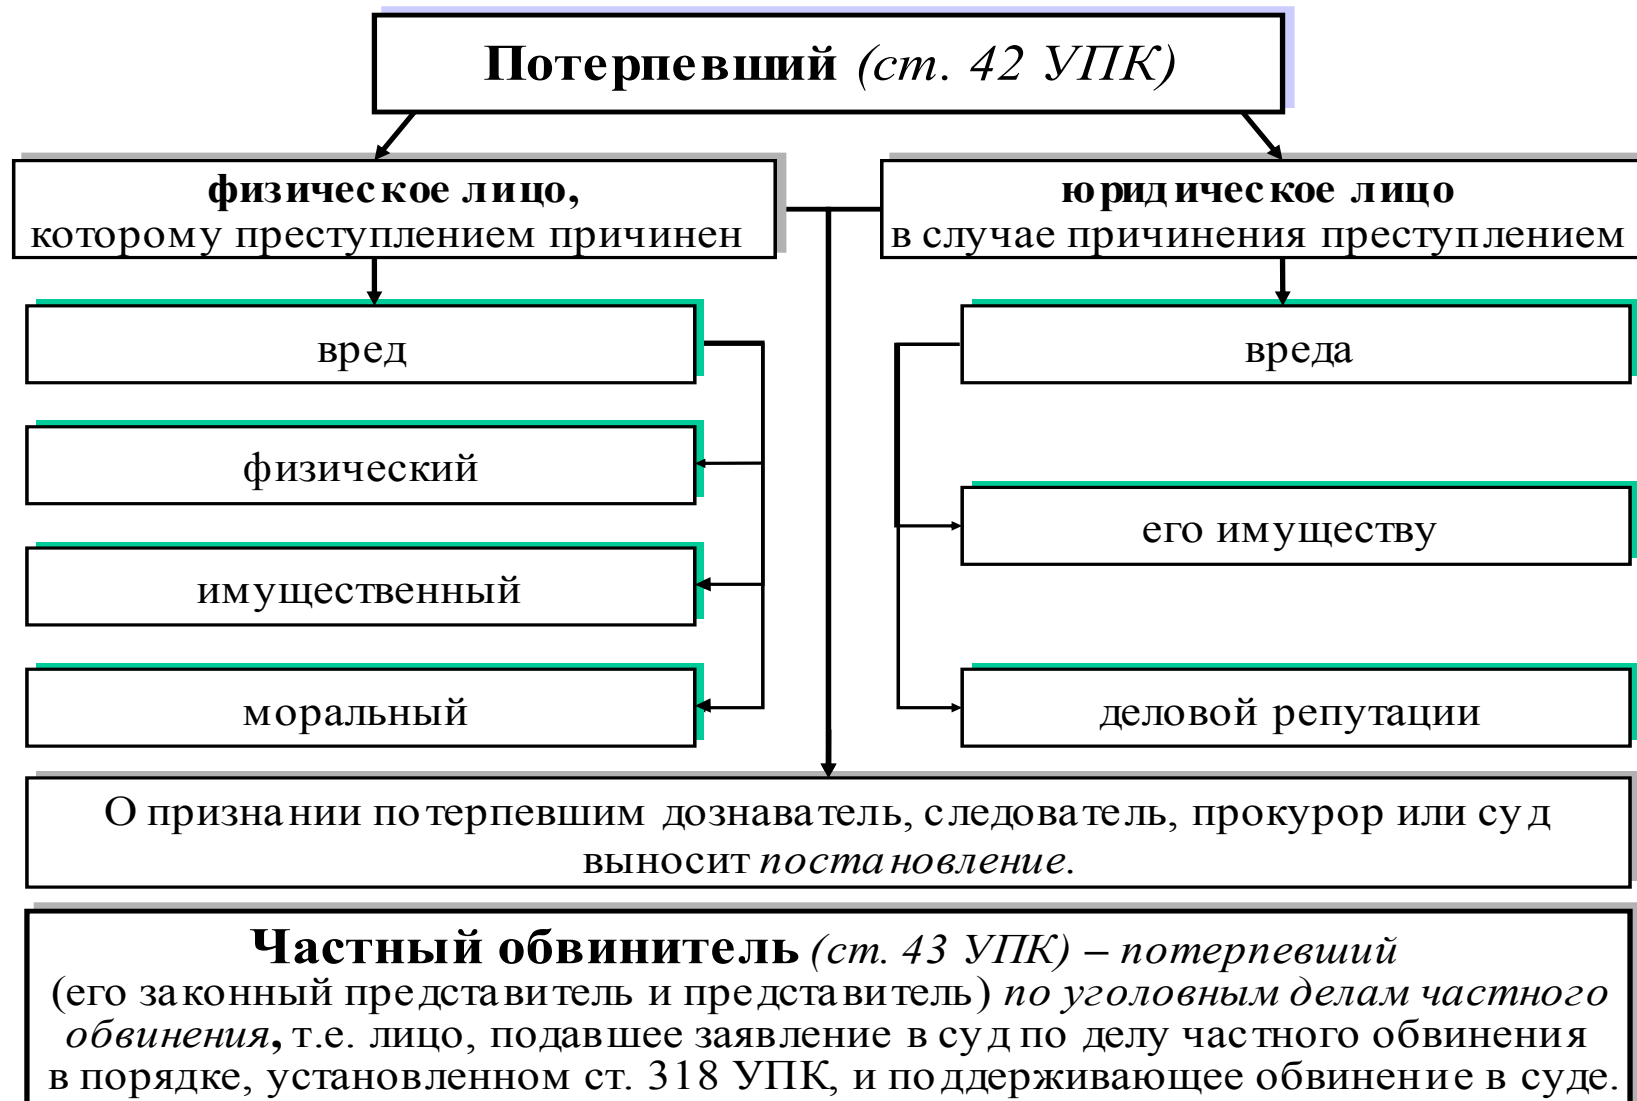 Потерпевший (ст. 42 УПК)
физическое лицо,
которому преступлением причинен
юридическое лицо
в случае причинения преступлением
вред
физический
имущественный
моральный
вреда
его имуществу
деловой репутации
О признании потерпевшим дознаватель, следователь, прокурор или суд
выносит постановление.
Частный обвинитель (ст. 43 УПК) – потерпевший
(его законный представитель и представитель) по уголовным делам частного
обвинения, т.е. лицо, подавшее заявление в суд по делу частного обвинения
в порядке, установленном ст. 318 УПК, и поддерживающее обвинение в суде.